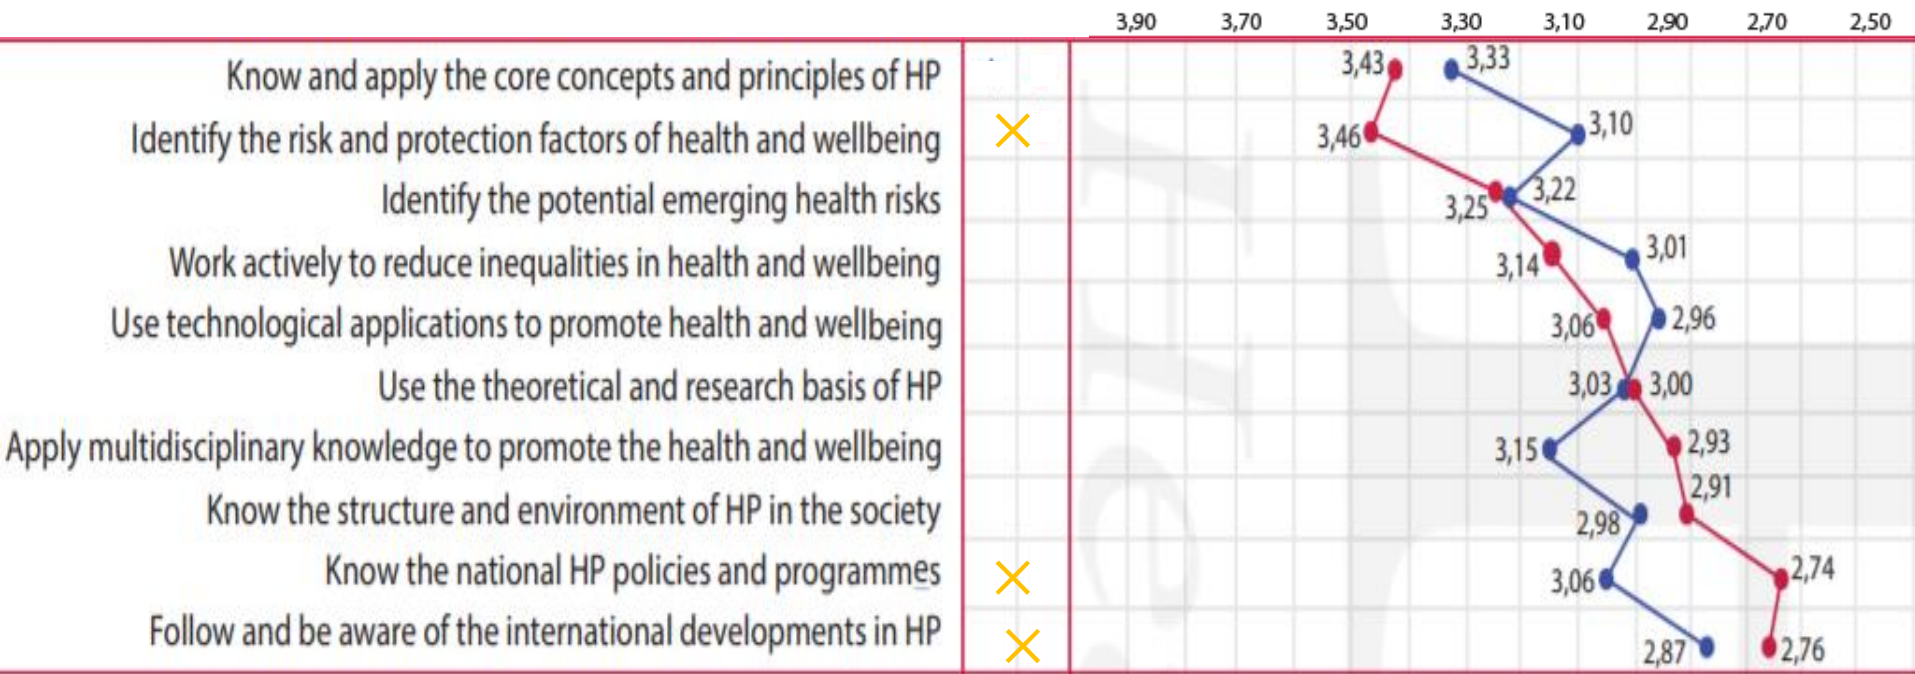 3,90 3,70 3,50 3,30 3,10 2,90 2,70 2,50
Know and apply the core concepts and principles of HP 3,43 3,33
Identify the risk and protection factors of health and wellbeing 3,46 3,10
Identify the potential emerging health risks 3,25 3,22
Work actively to reduce inequalities in health and wellbeing 3,14 3,01
Use technological applications to promote health and wellbeing 3,06 2,96
Use the theoretical and research basis of HP 3,03 3,00
Apply multidisciplinary knowledge to promote the health and wellbeing 3,15 2,93
Know the structure and environment of HP in the society 2,98 2,91
Know the national HP policies and programmes 3,06 2,74
Follow and be aware of the international developments in HP 2,87 2,76